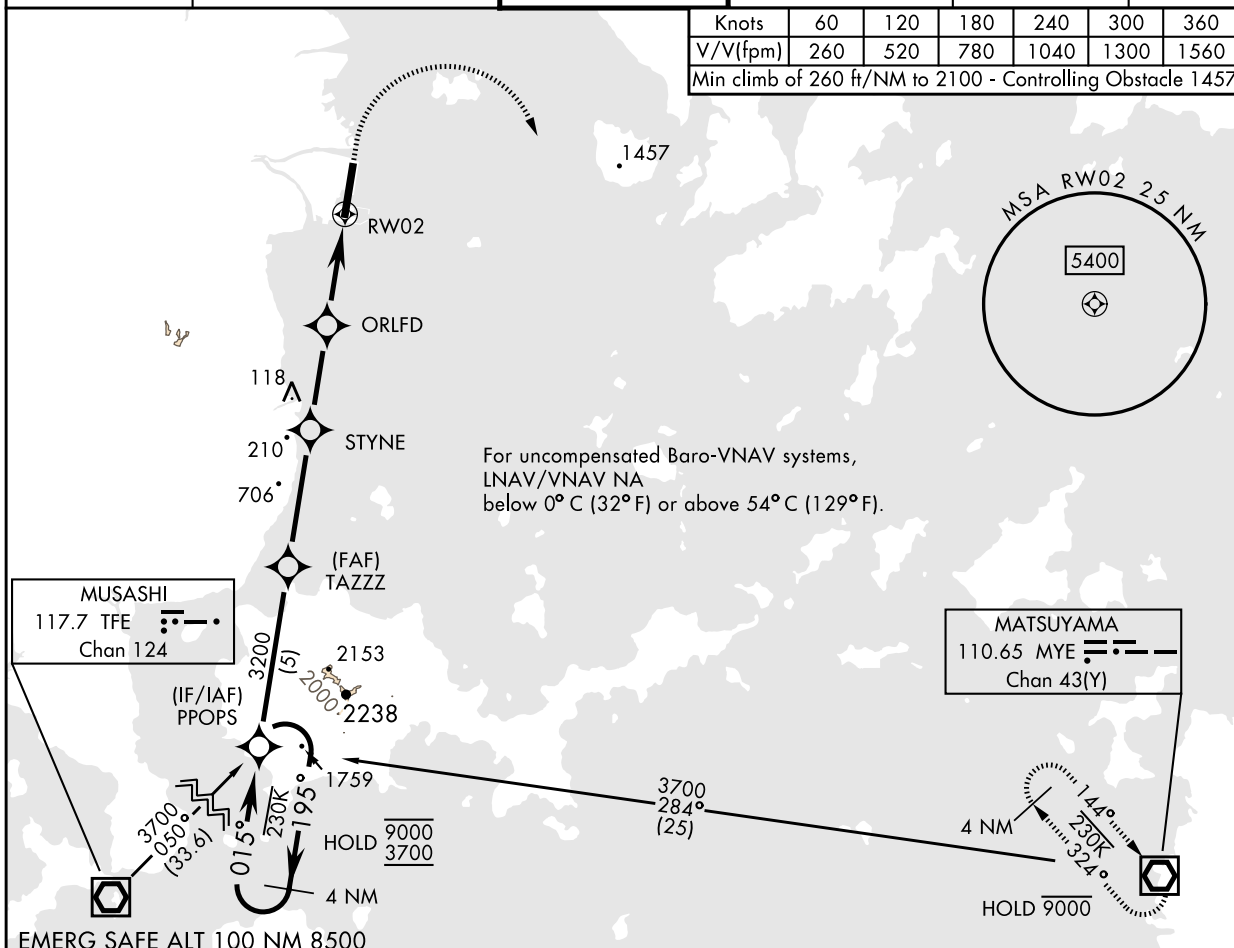 Knots 60 120 180 240 300 360
V/V(fpm) 260 520 780 1040 1300 1560
Min climb of 260 ft/NM to 2100 - Controlling Obstacle 1457
1457
MSA RW02 25 NM
5400
RW02
ORLFD
118
STYNE
210
706
For uncompensated Baro-VNAV systems,
LNAV/VNAV NA
below 0° C (32° F) or above 54° C (129° F).
(FAF)
TAZZZ
MUSASHI
117.7 TFE
Chan 124
MATSUYAMA
110.65 MYE
Chan 43(Y)
3200
(5)
2153
2000
2238
(IF/IAF)
PPOPS
1759
3700
050°
(33.6)
015°
230K
195°
HOLD 9000
3700
4 NM
3700
284°
(25)
4 NM
144°
230K
324°
HOLD 9000
EMERG SAFE ALT 100 NM 8500